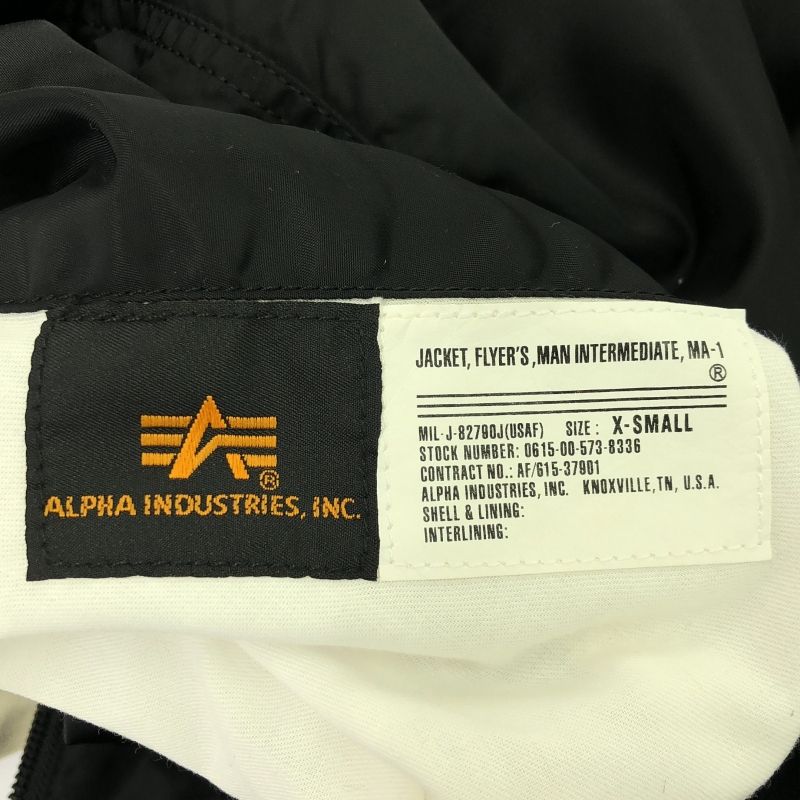 ALPHA INDUSTRIES, INC.
®
JACKET, FLYER'S, MAN INTERMEDIATE, MA-1
®
MIL-J-82790J(USAF) SIZE: X-SMALL
STOCK NUMBER: 0615-00-573-8336
CONTRACT NO.: AF/615-37901
ALPHA INDUSTRIES, INC. KNOXVILLE, TN, U.S.A.
SHELL & LINING:
INTERLINING: